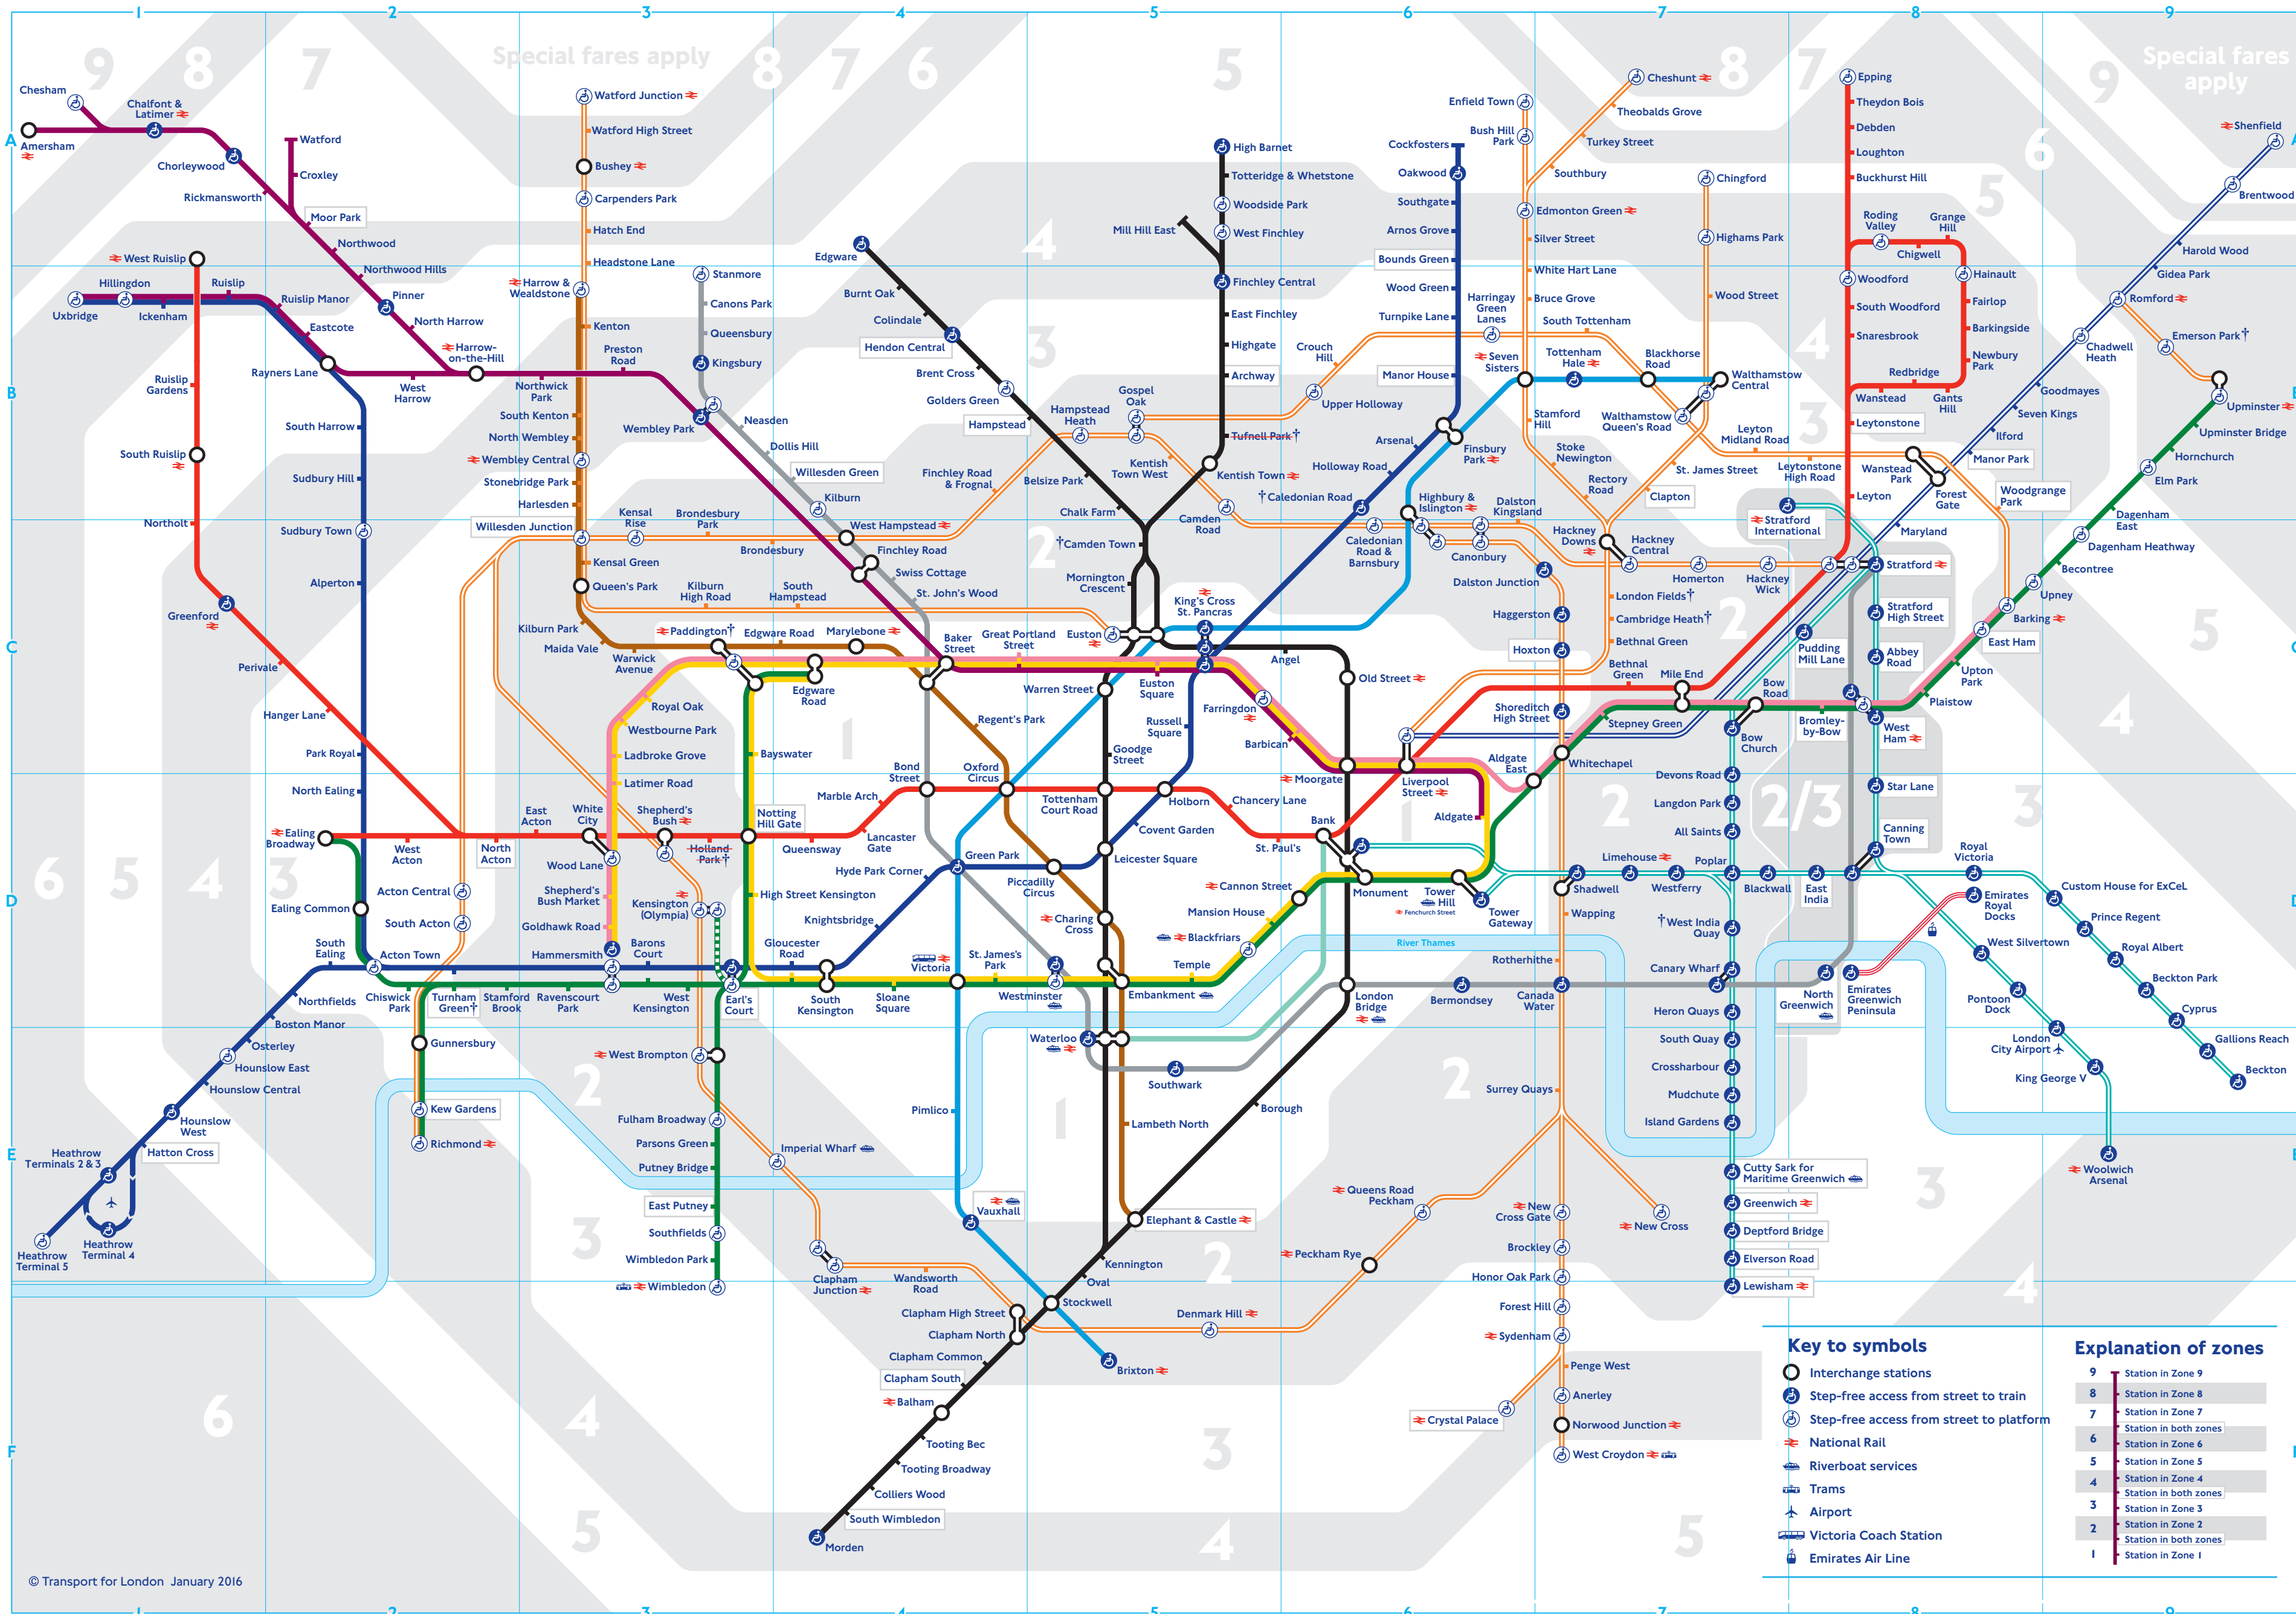 1 2 3 4 5 6 7 8 9
A
B
C
D
E
F
Special fares apply
Special fares
apply
9 8 7
8 7 6 5
8 7 9
6
5
4
3
2
1
2/3
Chesham
Chalfont &
Latimer
Amersham
Chorleywood
Rickmansworth
Watford
Croxley
Moor Park
Northwood
Northwood Hills
Pinner
North Harrow
Harrow-
on-the-Hill
West Ruislip
Hillingdon
Uxbridge
Ickenham
Ruislip
Ruislip Manor
Eastcote
Rayners Lane
West
Harrow
Northwick
Park
Preston
Road
Ruislip
Gardens
South Ruislip
Northolt
Greenford
Perivale
Hanger Lane
South Harrow
Sudbury Hill
Sudbury Town
Alperton
Park Royal
North Ealing
Ealing
Broadway
West
Acton
North
Acton
East
Acton
White
City
Shepherd's
Bush
Holland
Park†
Notting
Hill Gate
Queensway
Lancaster
Gate
Marble Arch
Bond
Street
Oxford
Circus
Tottenham
Court Road
Holborn
Chancery Lane
St. Paul's
Bank
Liverpool
Street
Bethnal
Green
Mile End
Watford Junction
Watford High Street
Bushey
Carpenders Park
Hatch End
Headstone Lane
Harrow &
Wealdstone
Kenton
South Kenton
North Wembley
Wembley Central
Stonebridge Park
Harlesden
Willesden Junction
Kensal Green
Queen's Park
Kilburn Park
Maida Vale
Warwick
Avenue
Paddington†
Edgware Road
Marylebone
Baker
Street
Regent's Park
Stanmore
Canons Park
Queensbury
Kingsbury
Wembley Park
Neasden
Dollis Hill
Willesden Green
Kilburn
West Hampstead
Finchley Road
Swiss Cottage
St. John's Wood
Kensal
Rise
Brondesbury
Park
Brondesbury
Kilburn
High Road
South
Hampstead
Finchley Road
& Frognal
Hampstead
Heath
Gospel
Oak
Kentish
Town West
Camden
Road
Caledonian
Road &
Barnsbury
Edgware
Burnt Oak
Colindale
Hendon Central
Brent Cross
Golders Green
Hampstead
Belsize Park
Chalk Farm
†Camden Town
Mornington
Crescent
Euston
High Barnet
Totteridge & Whetstone
Woodside Park
West Finchley
Mill Hill East
Finchley Central
East Finchley
Highgate
Archway
Tufnell Park†
Kentish Town
King's Cross
St. Pancras
Angel
Old Street
Moorgate
Great Portland
Street
Euston
Square
Warren Street
Goodge
Street
Russell
Square
Farringdon
Barbican
Edgware
Road
Royal Oak
Westbourne Park
Ladbroke Grove
Latimer Road
Wood Lane
Shepherd's
Bush Market
Goldhawk Road
Hammersmith
Bayswater
High Street Kensington
Kensington
(Olympia)
Cockfosters
Oakwood
Southgate
Arnos Grove
Bounds Green
Wood Green
Turnpike Lane
Manor House
Finsbury
Park
Arsenal
Holloway Road
†Caledonian Road
Highbury &
Islington
Canonbury
Dalston
Kingsland
Dalston Junction
Haggerston
Hoxton
Shoreditch
High Street
Whitechapel
Aldgate
East
Aldgate
Crouch
Hill
Upper Holloway
Harringay
Green
Lanes
South Tottenham
Seven
Sisters
Tottenham
Hale
Blackhorse
Road
Walthamstow
Central
Walthamstow
Queen's Road
Leyton
Midland Road
Leytonstone
High Road
Wanstead
Park
Forest
Gate
Woodgrange
Park
Enfield Town
Bush Hill
Park
Cheshunt
Theobalds Grove
Turkey Street
Southbury
Edmonton Green
Silver Street
White Hart Lane
Bruce Grove
Stamford
Hill
Stoke
Newington
Rectory
Road
Chingford
Highams Park
Wood Street
St. James Street
Clapton
Hackney
Downs
Hackney
Central
Homerton
Hackney
Wick
London Fields†
Cambridge Heath†
Bethnal Green
Epping
Theydon Bois
Debden
Loughton
Buckhurst Hill
Roding
Valley
Grange
Hill
Chigwell
Woodford
Hainault
South Woodford
Fairlop
Snaresbrook
Barkingside
Newbury
Park
Redbridge
Wanstead
Gants
Hill
Leytonstone
Leyton
Shenfield
Brentwood
Harold Wood
Gidea Park
Romford
Emerson Park†
Chadwell
Heath
Goodmayes
Seven Kings
Ilford
Manor Park
Maryland
Upminster
Upminster Bridge
Hornchurch
Elm Park
Dagenham
East
Dagenham Heathway
Becontree
Upney
Barking
East Ham
Upton
Park
Plaistow
Stratford
International
Stratford
Stratford
High Street
Pudding
Mill Lane
Abbey
Road
Bow
Road
Bow
Church
Bromley-
by-Bow
West
Ham
Stepney Green
Devons Road
Langdon Park
All Saints
Star Lane
Canning
Town
Limehouse
Poplar
Westferry
Blackwall
East
India
Shadwell
Royal
Victoria
Custom House for ExCeL
Emirates
Royal
Docks
Prince Regent
Royal Albert
Beckton Park
Cyprus
Gallions Reach
Beckton
West Silvertown
Pontoon
Dock
London
City Airport
King George V
Woolwich
Arsenal
†West India
Quay
Canary Wharf
Heron Quays
South Quay
Crossharbour
Mudchute
Island Gardens
Cutty Sark for
Maritime Greenwich
Greenwich
Deptford Bridge
Elverson Road
Lewisham
North
Greenwich
Emirates
Greenwich
Peninsula
Ealing Common
Acton Central
South Acton
South
Ealing
Acton Town
Northfields
Boston Manor
Osterley
Hounslow East
Hounslow Central
Hounslow
West
Hatton Cross
Heathrow
Terminals 2 & 3
Heathrow
Terminal 4
Heathrow
Terminal 5
Chiswick
Park
Turnham
Green†
Stamford
Brook
Ravenscourt
Park
Barons
Court
West
Kensington
Earl's
Court
Gloucester
Road
South
Kensington
Sloane
Square
Victoria
St. James's
Park
Westminster
Embankment
Temple
Blackfriars
Mansion House
Cannon Street
Monument
Tower
Hill
Fenchurch Street
Tower
Gateway
Knightsbridge
Hyde Park Corner
Green Park
Piccadilly
Circus
Leicester Square
Covent Garden
Charing
Cross
Gunnersbury
Kew Gardens
Richmond
West Brompton
Fulham Broadway
Parsons Green
Putney Bridge
East Putney
Southfields
Wimbledon Park
Wimbledon
Imperial Wharf
Clapham
Junction
Wandsworth
Road
Clapham High Street
Clapham North
Clapham Common
Clapham South
Balham
Tooting Bec
Tooting Broadway
Colliers Wood
South Wimbledon
Morden
Pimlico
Vauxhall
Stockwell
Brixton
Oval
Kennington
Elephant & Castle
Lambeth North
Borough
Waterloo
Southwark
London
Bridge
Bermondsey
Canada
Water
River Thames
Wapping
Rotherhithe
Surrey Quays
Queens Road
Peckham
Peckham Rye
Denmark Hill
New
Cross Gate
New Cross
Brockley
Honor Oak Park
Forest Hill
Sydenham
Penge West
Crystal Palace
Anerley
Norwood Junction
West Croydon
Key to symbols
Interchange stations
Step-free access from street to train
Step-free access from street to platform
National Rail
Riverboat services
Trams
Airport
Victoria Coach Station
Emirates Air Line
Explanation of zones
9 Station in Zone 9
8 Station in Zone 8
7 Station in Zone 7
Station in both zones
6 Station in Zone 6
5 Station in Zone 5
4 Station in Zone 4
Station in both zones
3 Station in Zone 3
2 Station in Zone 2
Station in both zones
1 Station in Zone 1
© Transport for London January 2016